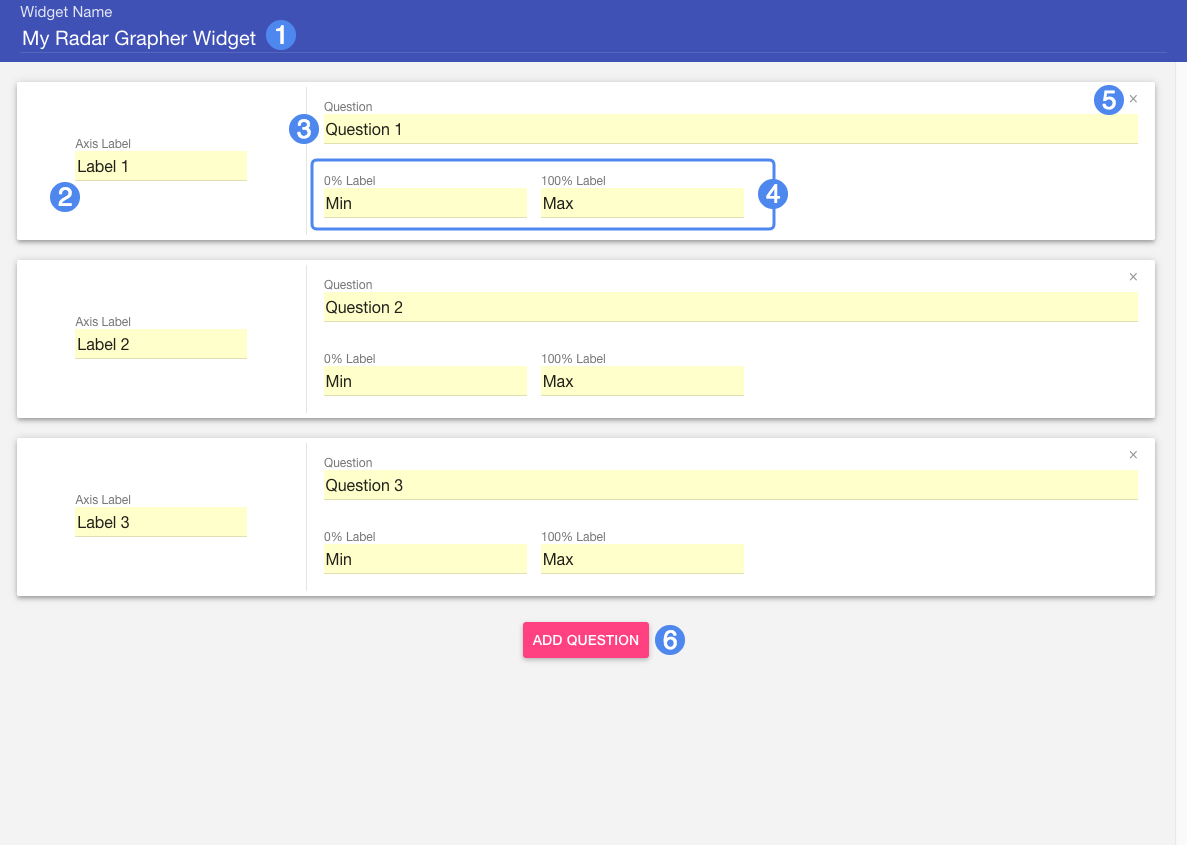 Widget Name
My Radar Grapher Widget 1
5 ×
Question
3 Question 1
Axis Label
Label 1
2
0% Label 100% Label
Min Max 4
×
Question
Question 2
Axis Label
Label 2
0% Label 100% Label
Min Max
×
Question
Question 3
Axis Label
Label 3
0% Label 100% Label
Min Max
ADD QUESTION 6